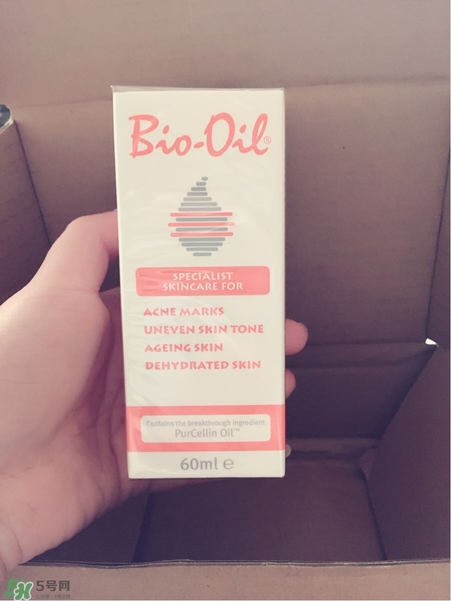 Bio-Oil®
SPECIALIST
SKINCARE FOR
ACNE MARKS
UNEVEN SKIN TONE
AGEING SKIN
DEHYDRATED SKIN
Contains the breakthrough ingredient
PurCellin Oil™
60ml e
5号网